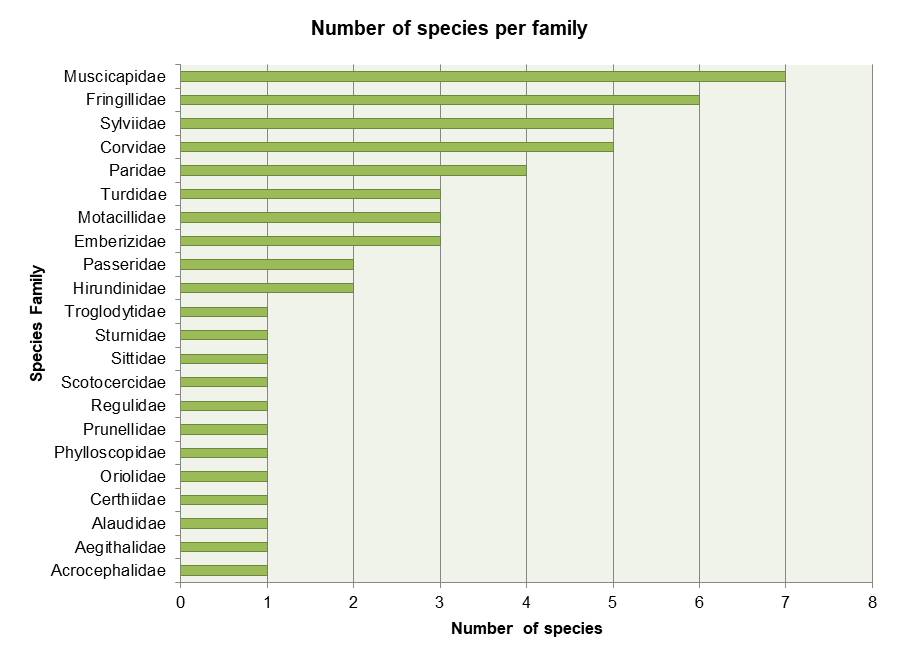 Number of species per family
Species Family
Muscicapidae
Fringillidae
Sylviidae
Corvidae
Paridae
Turdidae
Motacillidae
Emberizidae
Passeridae
Hirundinidae
Troglodytidae
Sturnidae
Sittidae
Scotocercidae
Regulidae
Prunellidae
Phylloscopidae
Oriolidae
Certhiidae
Alaudidae
Aegithalidae
Acrocephalidae
0 1 2 3 4 5 6 7 8
Number of species